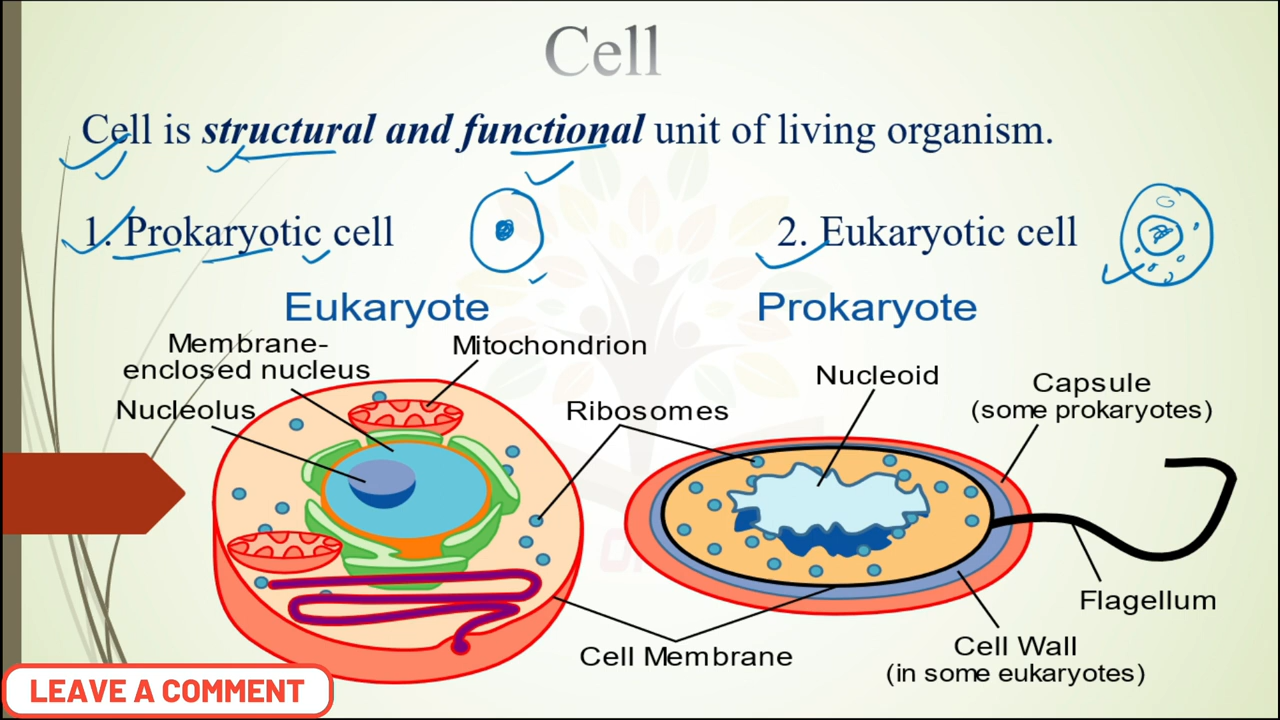 Cell
Cell is structural and functional unit of living organism.
1. Prokaryotic cell
2. Eukaryotic cell
Eukaryote
Prokaryote
Membrane-
enclosed nucleus
Mitochondrion
Nucleolus
Ribosomes
Nucleoid
Capsule
(some prokaryotes)
Flagellum
Cell Membrane
Cell Wall
(in some eukaryotes)
LEAVE A COMMENT